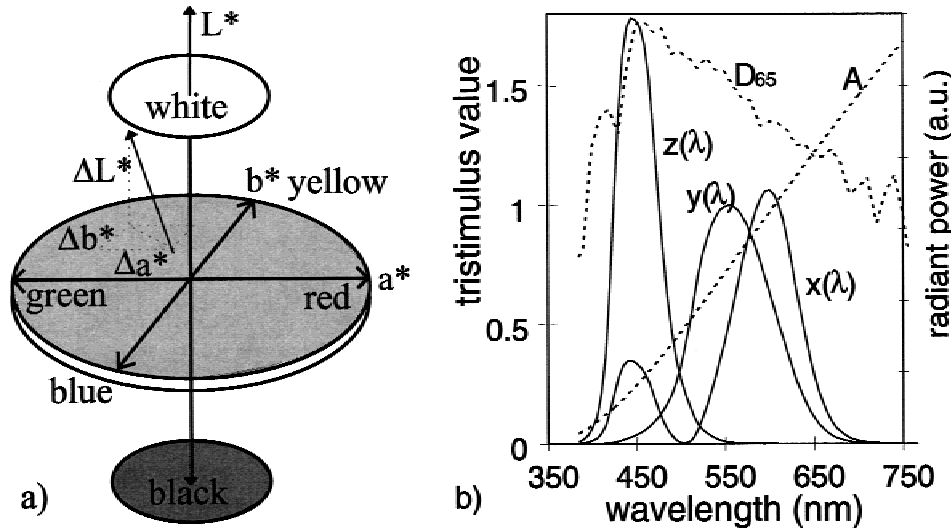 L*
white
ΔL*
b* yellow
Δb*
Δa*
a*
green
red
blue
black
a)
tristimulus value
1.5
1
0.5
0
D65
A
z(λ)
y(λ)
x(λ)
radiant power (a.u.)
350 450 550 650 750
b)
wavelength (nm)